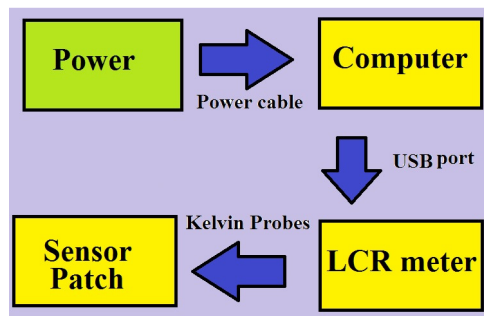 Power
Computer
Power cable
USB port
Kelvin Probes
Sensor
Patch
LCR meter